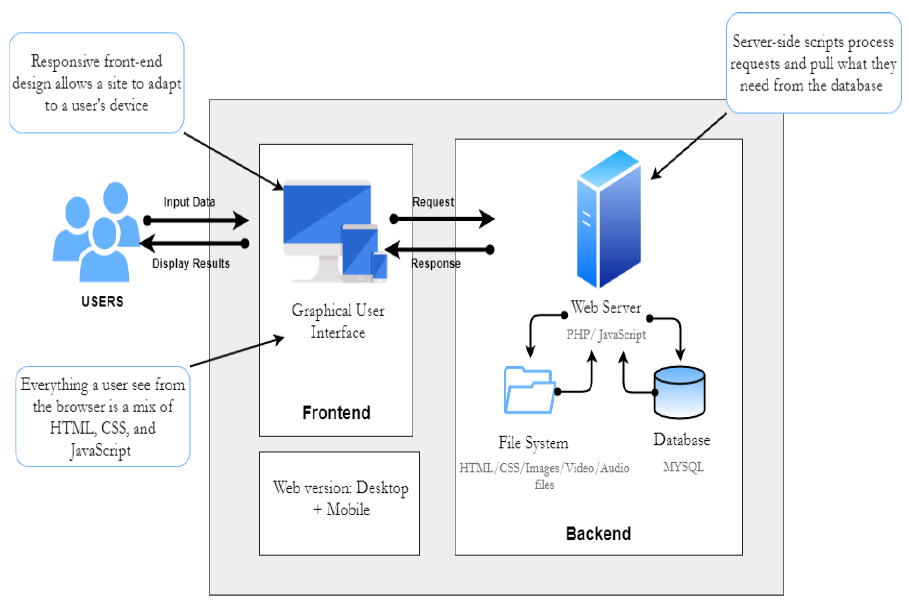 Responsive front-end
design allows a site to adapt
to a user's device
Server-side scripts process
requests and pull what they
need from the database
Input Data
Display Results
USERS
Request
Response
Graphical User
Interface
Frontend
Everything a user see from
the browser is a mix of
HTML, CSS, and
JavaScript
Web version: Desktop
+ Mobile
Web Server
PHP/ JavaScript
File System
HTML/CSS/Images/Video/Audio
files
Database
MYSQL
Backend